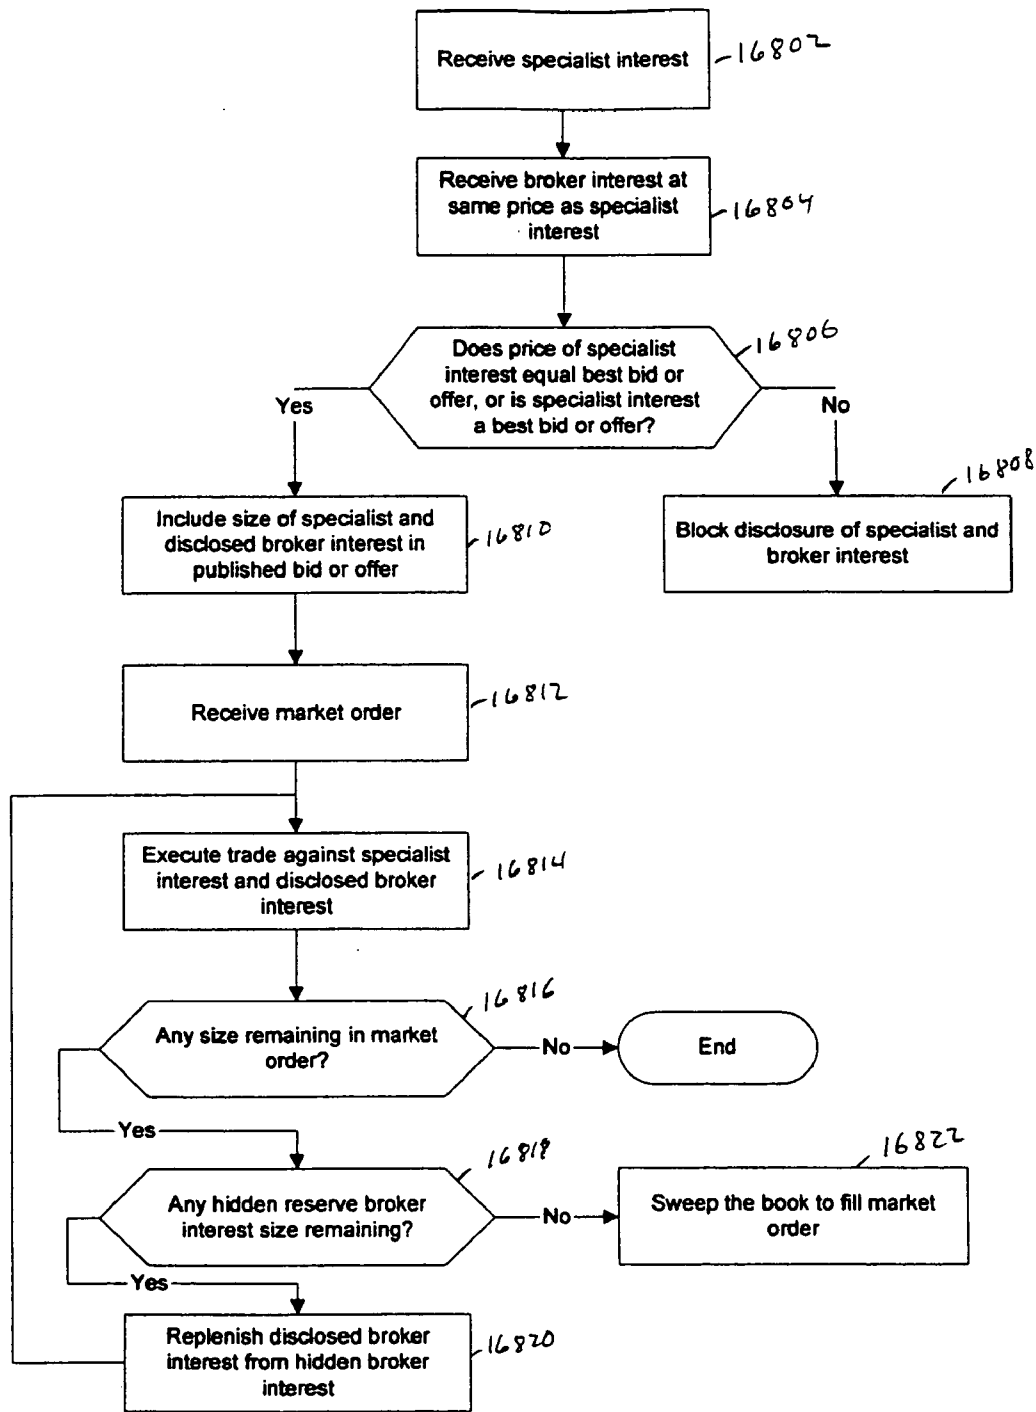 Receive specialist interest
16802
Receive broker interest at
same price as specialist
interest
16804
Does price of specialist
interest equal best bid or
offer, or is specialist interest
a best bid or offer?
16806
Yes
No
16808
Include size of specialist and
disclosed broker interest in
published bid or offer
16810
Block disclosure of specialist and
broker interest
Receive market order
16812
Execute trade against specialist
interest and disclosed broker
interest
16814
Any size remaining in market
order?
16816
No
End
Yes
Any hidden reserve broker
interest size remaining?
16818
No
Sweep the book to fill market
order
16822
Yes
Replenish disclosed broker
interest from hidden broker
interest
16820